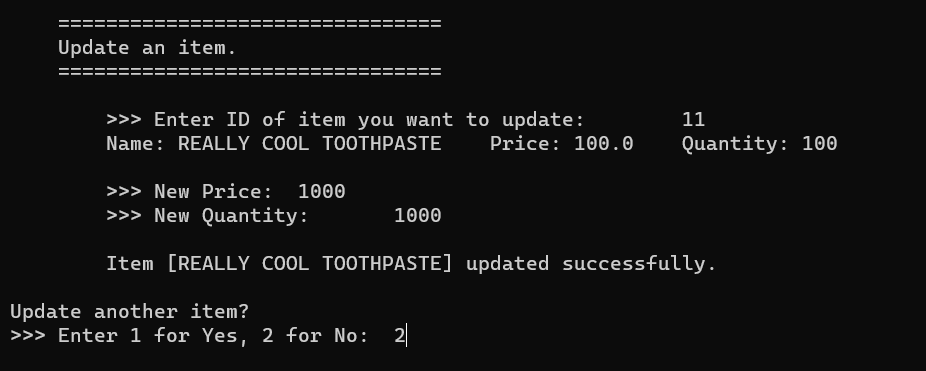 ================================
Update an item.
================================
>>> Enter ID of item you want to update: 11
Name: REALLY COOL TOOTHPASTE Price: 100.0 Quantity: 100
>>> New Price: 1000
>>> New Quantity: 1000
Item [REALLY COOL TOOTHPASTE] updated successfully.
Update another item?
>>> Enter 1 for Yes, 2 for No: 2